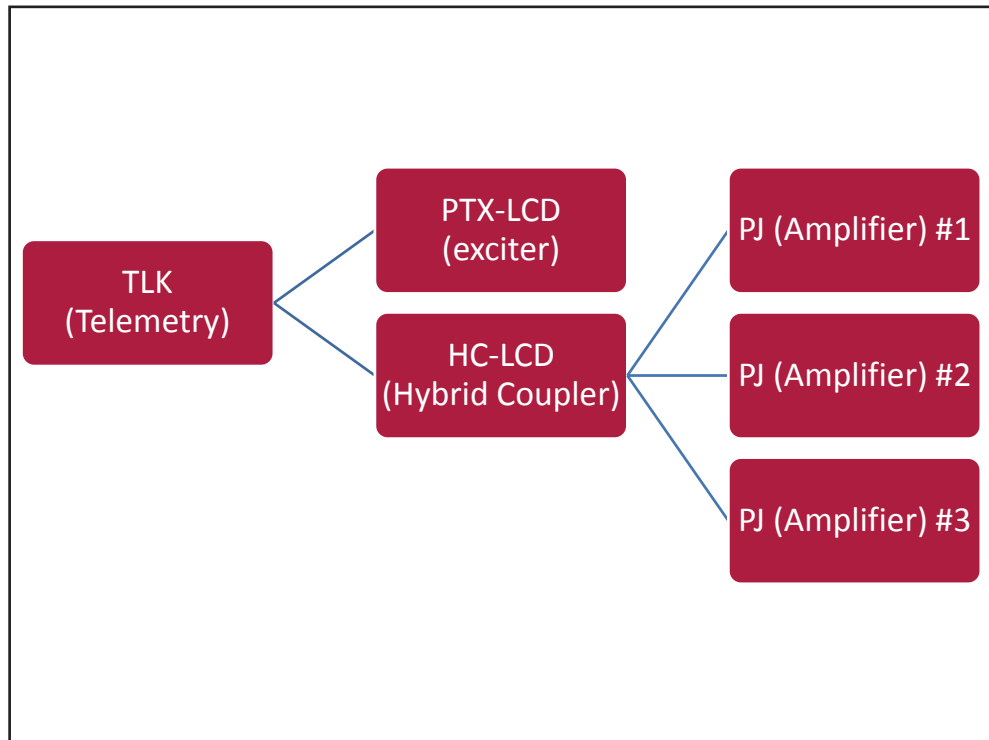 TLK
(Telemetry)
PTX-LCD
(exciter)
HC-LCD
(Hybrid Coupler)
PJ (Amplifier) #1
PJ (Amplifier) #2
PJ (Amplifier) #3